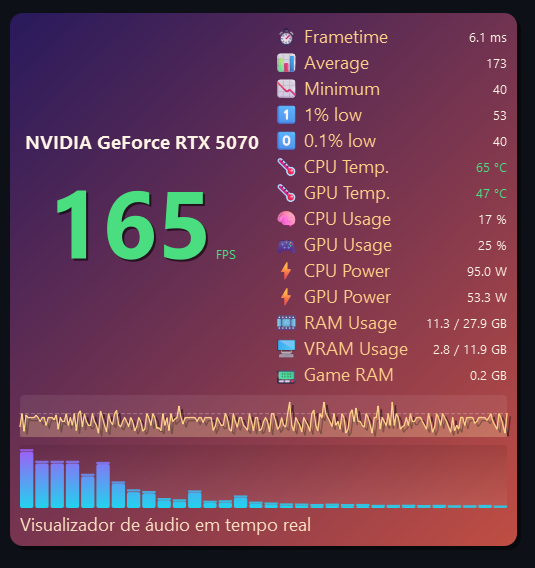 NVIDIA GeForce RTX 5070
165 FPS
Frametime 6.1 ms
Average 173
Minimum 40
1% low 53
0.1% low 40
CPU Temp. 65 °C
GPU Temp. 47 °C
CPU Usage 17 %
GPU Usage 25 %
CPU Power 95.0 W
GPU Power 53.3 W
RAM Usage 11.3 / 27.9 GB
VRAM Usage 2.8 / 11.9 GB
Game RAM 0.2 GB
Visualizador de áudio em tempo real